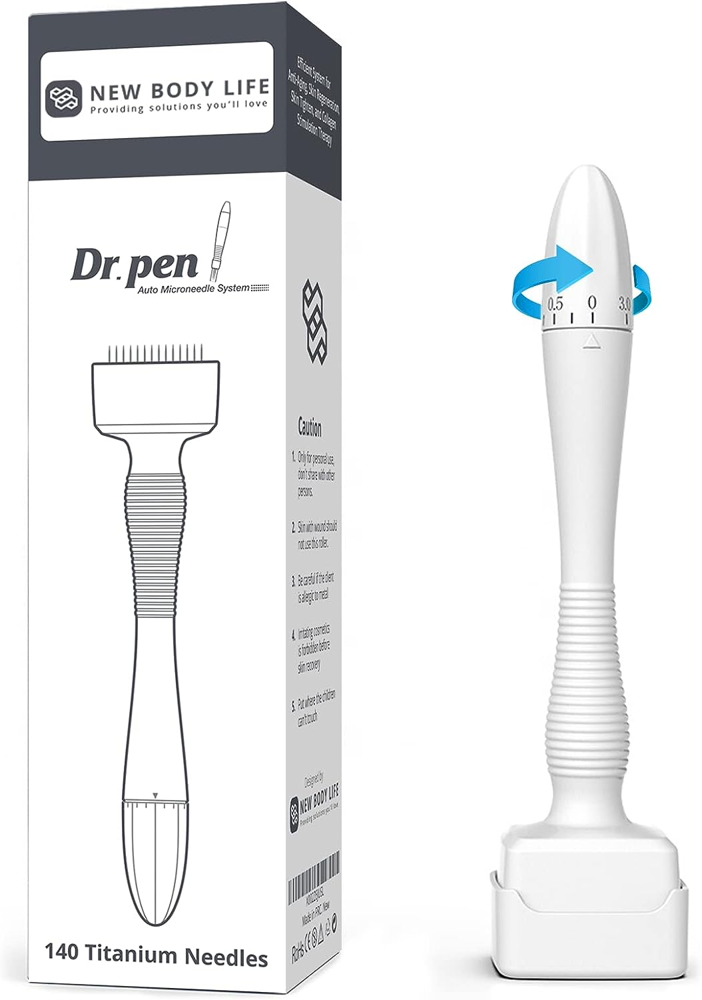 NEW BODY LIFE
Providing solutions you'll love
Efficient System for
Anti-Aging, Skin Regeneration,
Skin Tighten, and Collagen
Stimulation Therapy
Dr. pen
Auto Microneedle System
140 Titanium Needles
Caution
1. Only for personal use,
don't share with other
persons.
2. Skin with wound should
not use this roller.
3. Be careful if the client
is allergic to metal
4. Irritating cosmetics
is forbidden before
skin recovery
5. Put where the children
can't touch
Designed by
NEW BODY LIFE
Providing solutions you'll love
Made in PRC. New
RoHS CE
0.5 0 3.0